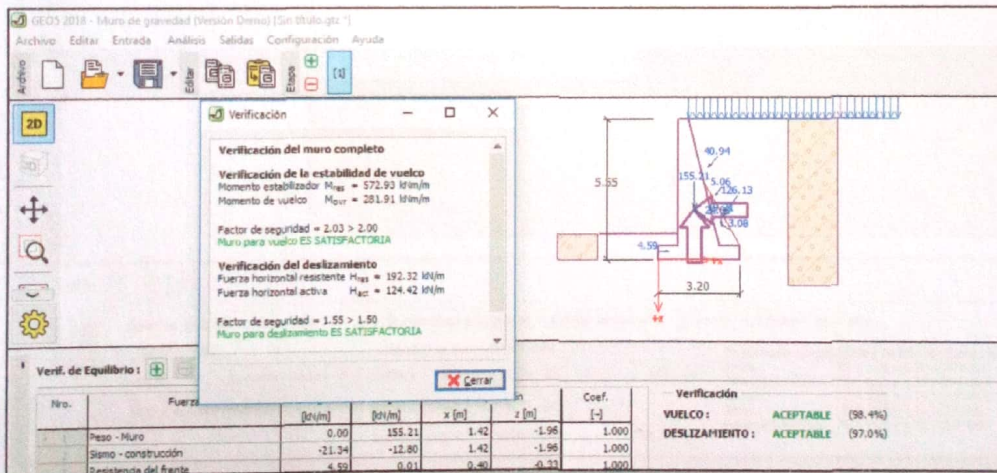 GEO5 2018 - Muro de gravedad (Versión Demo) [Sin título.gtz *]
Archivo Editar Entrada Análisis Salidas Configuración Ayuda
Archivo
Editar
Etapa
[1]
2D
3D
Verificación
Verificación del muro completo
Verificación de la estabilidad de vuelco
Momento estabilizador Mres = 572.93 kNm/m
Momento de vuelco Movr = 281.91 kNm/m
Factor de seguridad = 2.03 > 2.00
Muro para vuelco ES SATISFACTORIA
Verificación del deslizamiento
Fuerza horizontal resistente Hres = 192.32 kN/m
Fuerza horizontal activa Hact = 124.42 kN/m
Factor de seguridad = 1.55 > 1.50
Muro para deslizamiento ES SATISFACTORIA
Cerrar
40.94
155.21
5.06
126.13
3.06
4.59
5.55
3.20
+x
+z
Verif. de Equilibrio :
Nro. Fuerza Coef.
[kN/m] [kN/m] x [m] z [m] [-]
Peso - Muro 0.00 155.21 1.42 -1.96 1.000
Sismo - construcción -21.34 -12.80 1.42 -1.96 1.000
Resistencia del frente 4.59 0.01 0.40 -0.33 1.000
Verificación
VUELCO : ACEPTABLE (98.4%)
DESLIZAMIENTO : ACEPTABLE (97.0%)